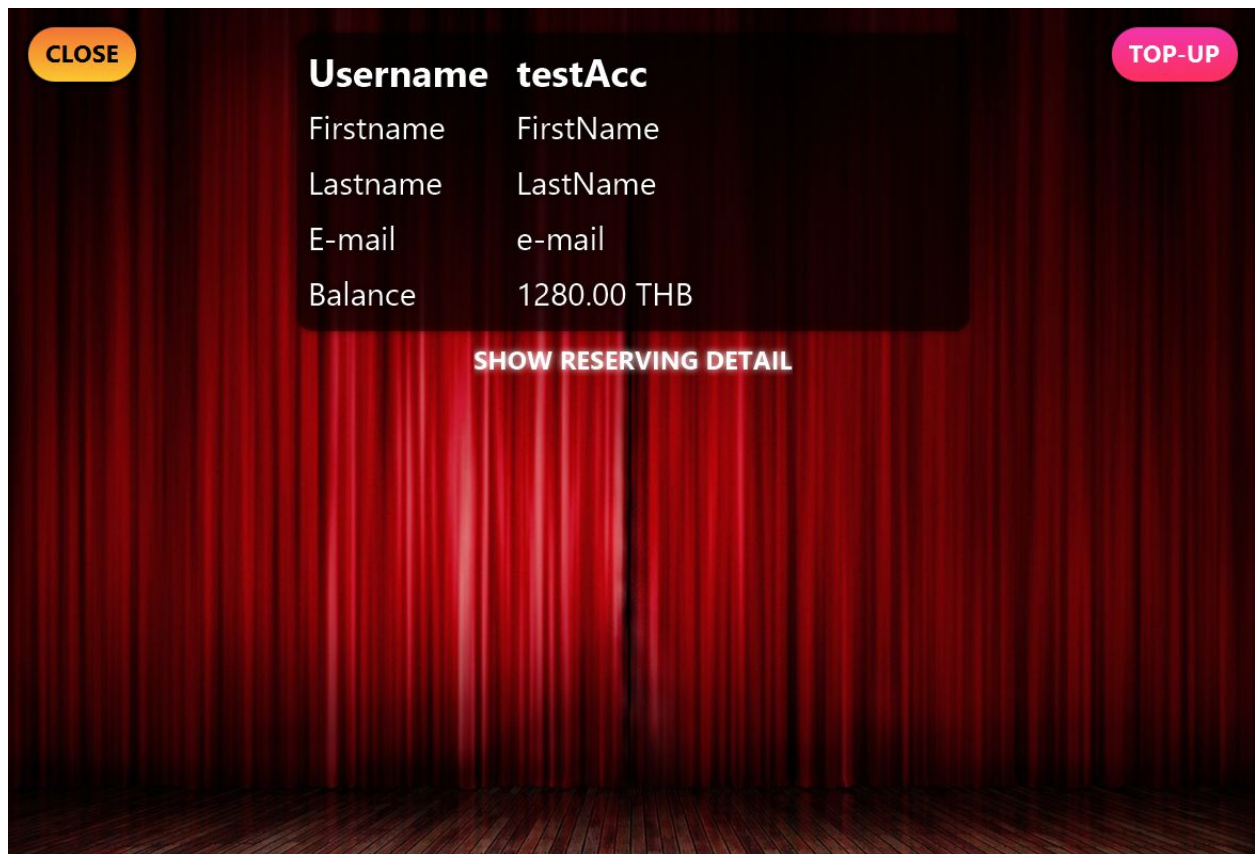 CLOSE
TOP-UP
Username testAcc
Firstname FirstName
Lastname LastName
E-mail e-mail
Balance 1280.00 THB
SHOW RESERVING DETAIL